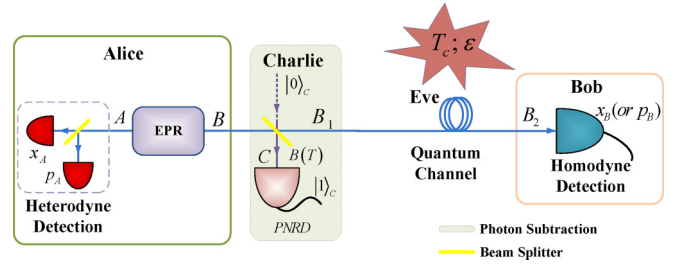 Alice
A
EPR
B
x_A
p_A
Heterodyne
Detection
Charlie
|0⟩_C
B_1
C
B(T)
|1⟩_C
PNRD
T_c; ε
Eve
Quantum
Channel
Bob
B_2
x_B(or p_B)
Homodyne
Detection
Photon Subtraction
Beam Splitter